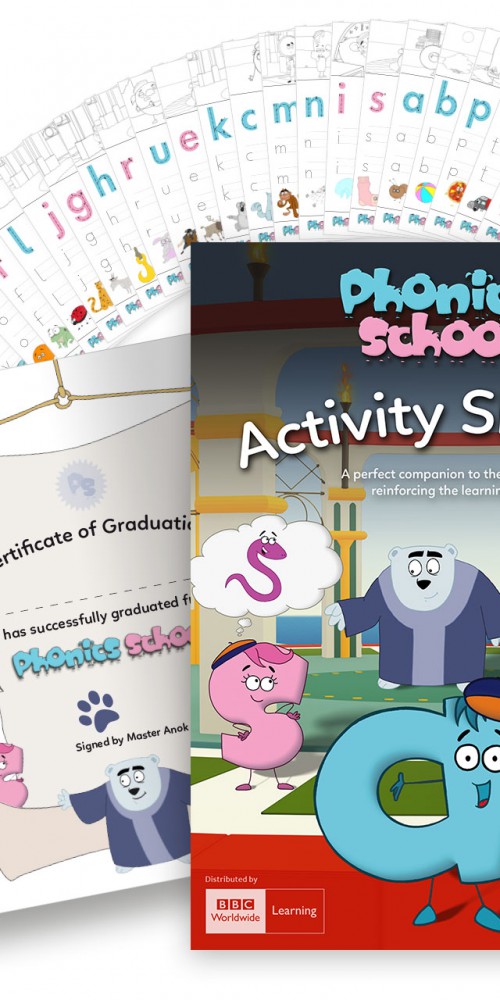 l j g h r u e k c m n i s a b p
Phonics
school
Activity S
A perfect companion to the
reinforcing the learnin
Distributed by
BBC
Worldwide
Learning
PS
ertificate of Graduati
has successfully graduated f
Phonics schoo
Signed by Master Anok